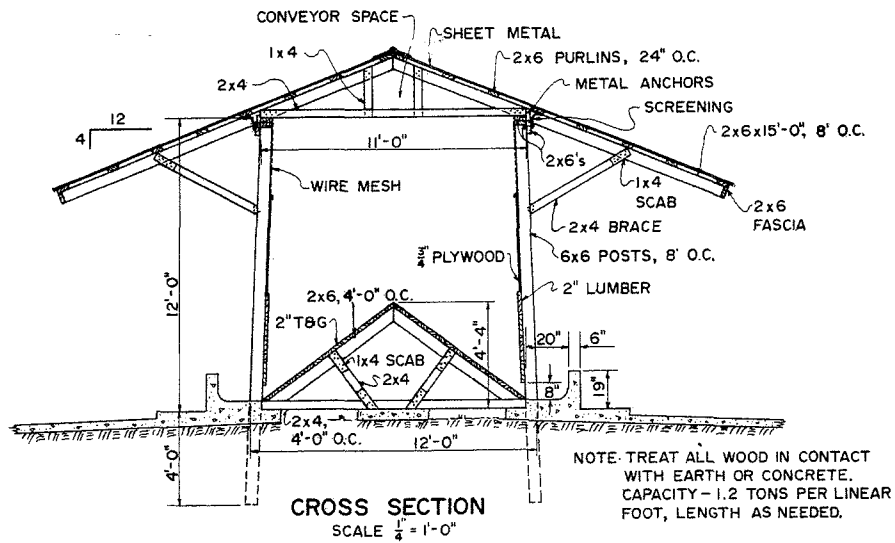 CONVEYOR SPACE
SHEET METAL
1x4
2x6 PURLINS, 24" O.C.
2x4
METAL ANCHORS
SCREENING
12
4
2x6x15'-0", 8' O.C.
11'-0"
2x6's
WIRE MESH
1x4
SCAB
2x6
FASCIA
2x4 BRACE
PLYWOOD
6x6 POSTS, 8' O.C.
12'-0"
2x6, 4'-0" O.C.
2" LUMBER
2" T&G
4'-4"
20"
6"
1x4 SCAB
2x4
8"
19"
2x4,
4'-0" O.C.
12'-0"
4'-0"
NOTE: TREAT ALL WOOD IN CONTACT
WITH EARTH OR CONCRETE.
CAPACITY - 1.2 TONS PER LINEAR
FOOT, LENGTH AS NEEDED.
CROSS SECTION
SCALE 1/4" = 1'-0"